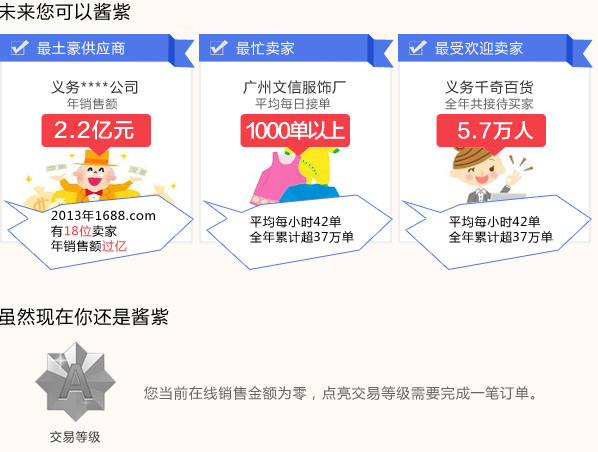 未来您可以酱紫
最土豪供应商
最忙卖家
最受欢迎卖家
义务****公司
年销售额
2.2亿元
广州文信服饰厂
平均每日接单
1000单以上
义务千奇百货
全年共接待买家
5.7万人
2013年1688.com
有18位卖家
年销售额过亿
平均每小时42单
全年累计超37万单
平均每小时42单
全年累计超37万单
虽然现在你还是酱紫
A
您当前在线销售金额为零，点亮交易等级需要完成一笔订单。
交易等级